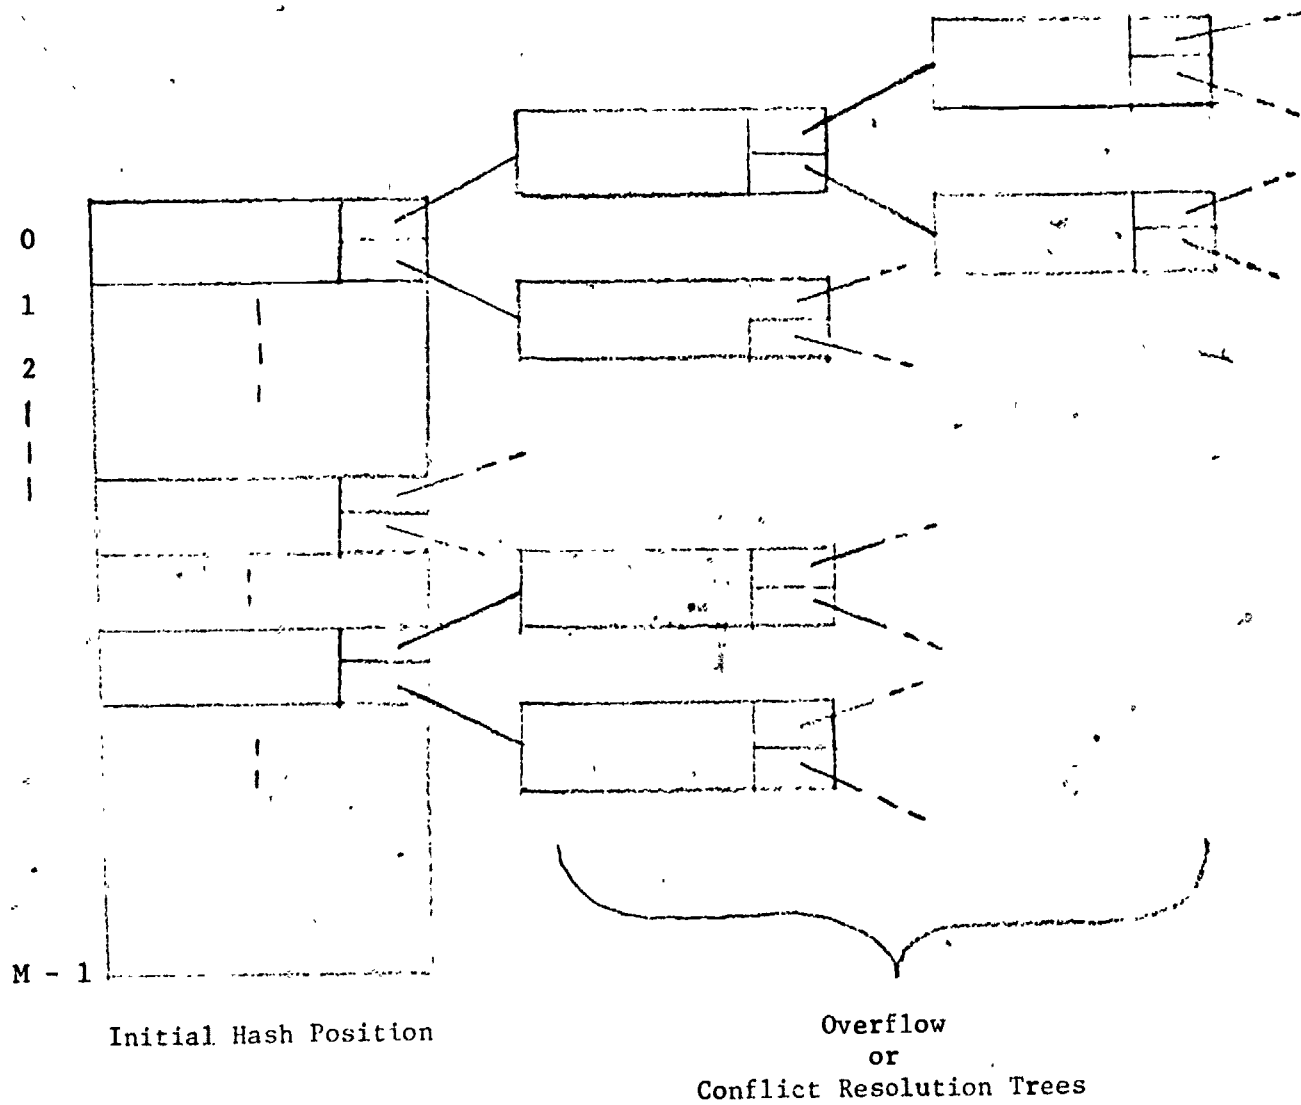 0
1
2
M - 1
Initial Hash Position
Overflow
or
Conflict Resolution Trees